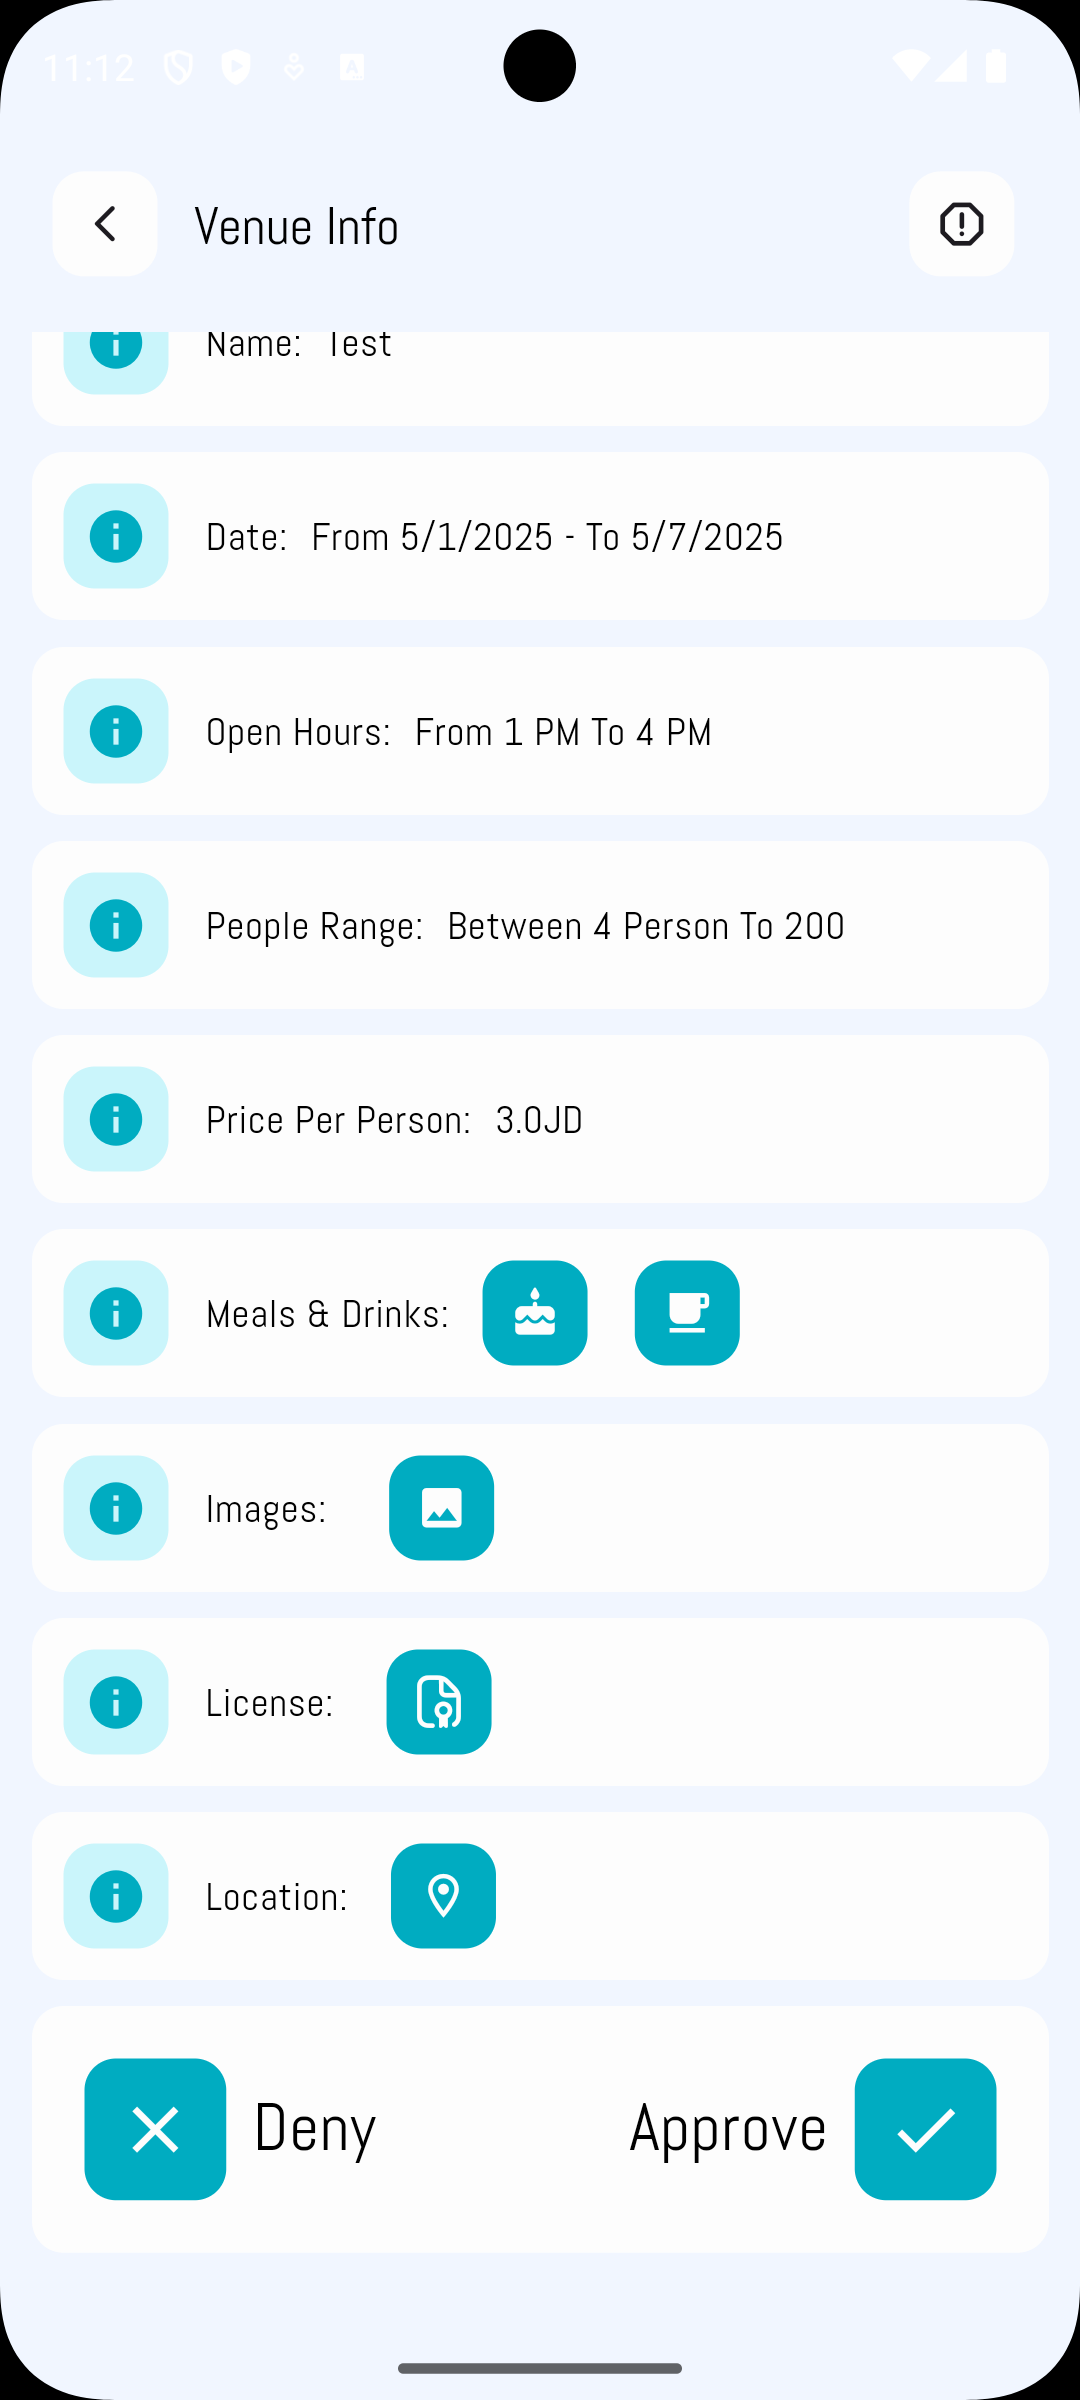 11:12
Venue Info
Name: Test
Date: From 5/1/2025 - To 5/7/2025
Open Hours: From 1 PM To 4 PM
People Range: Between 4 Person To 200
Price Per Person: 3.0JD
Meals & Drinks:
Images:
License:
Location:
Deny
Approve